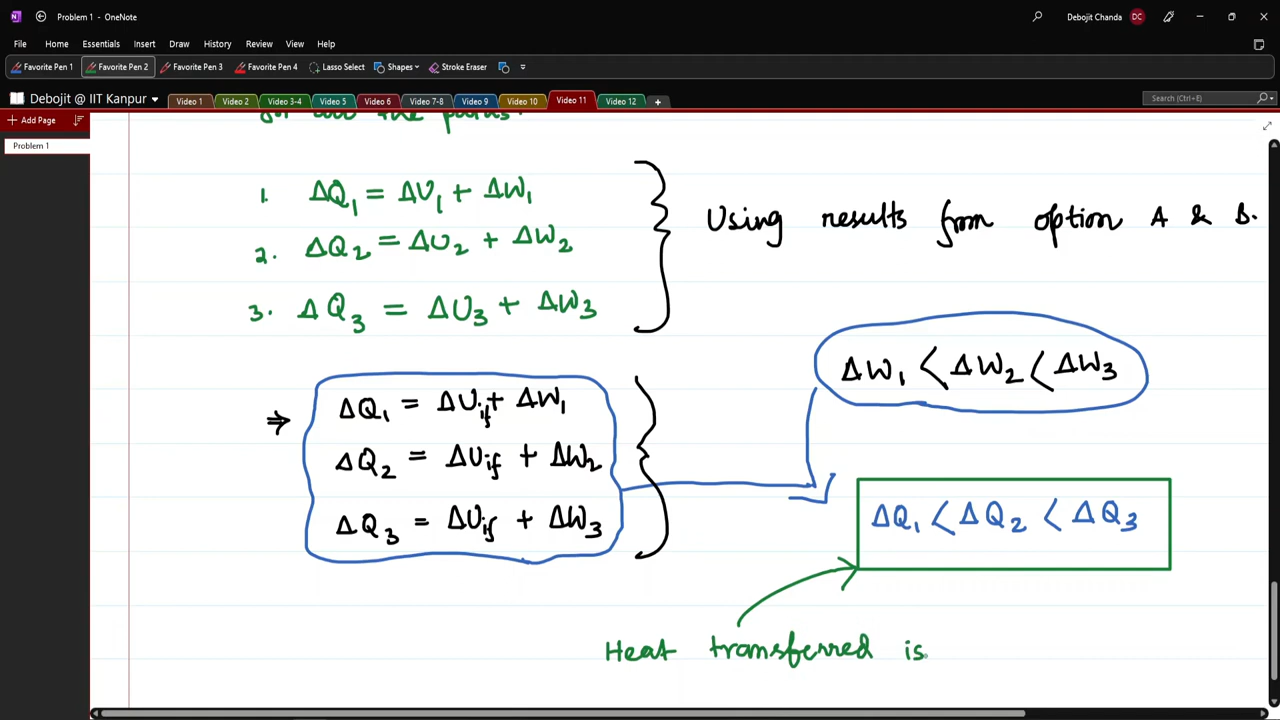 Problem 1 - OneNote
Debojit Chanda DC
File Home Essentials Insert Draw History Review View Help
Favorite Pen 1 Favorite Pen 2 Favorite Pen 3 Favorite Pen 4 Lasso Select Shapes Stroke Eraser
Debojit @ IIT Kanpur Video 1 Video 2 Video 3-4 Video 5 Video 6 Video 7-8 Video 9 Video 10 Video 11 Video 12 Search (Ctrl+E)
Add Page
Problem 1
the paths.
1. ΔQ₁ = ΔU₁ + ΔW₁
2. ΔQ₂ = ΔU₂ + ΔW₂
3. ΔQ₃ = ΔU₃ + ΔW₃
Using results from option A & B.
ΔW₁ < ΔW₂ < ΔW₃
⇒ ΔQ₁ = ΔUif + ΔW₁
ΔQ₂ = ΔUif + ΔW₂
ΔQ₃ = ΔUif + ΔW₃
ΔQ₁ < ΔQ₂ < ΔQ₃
Heat transferred is